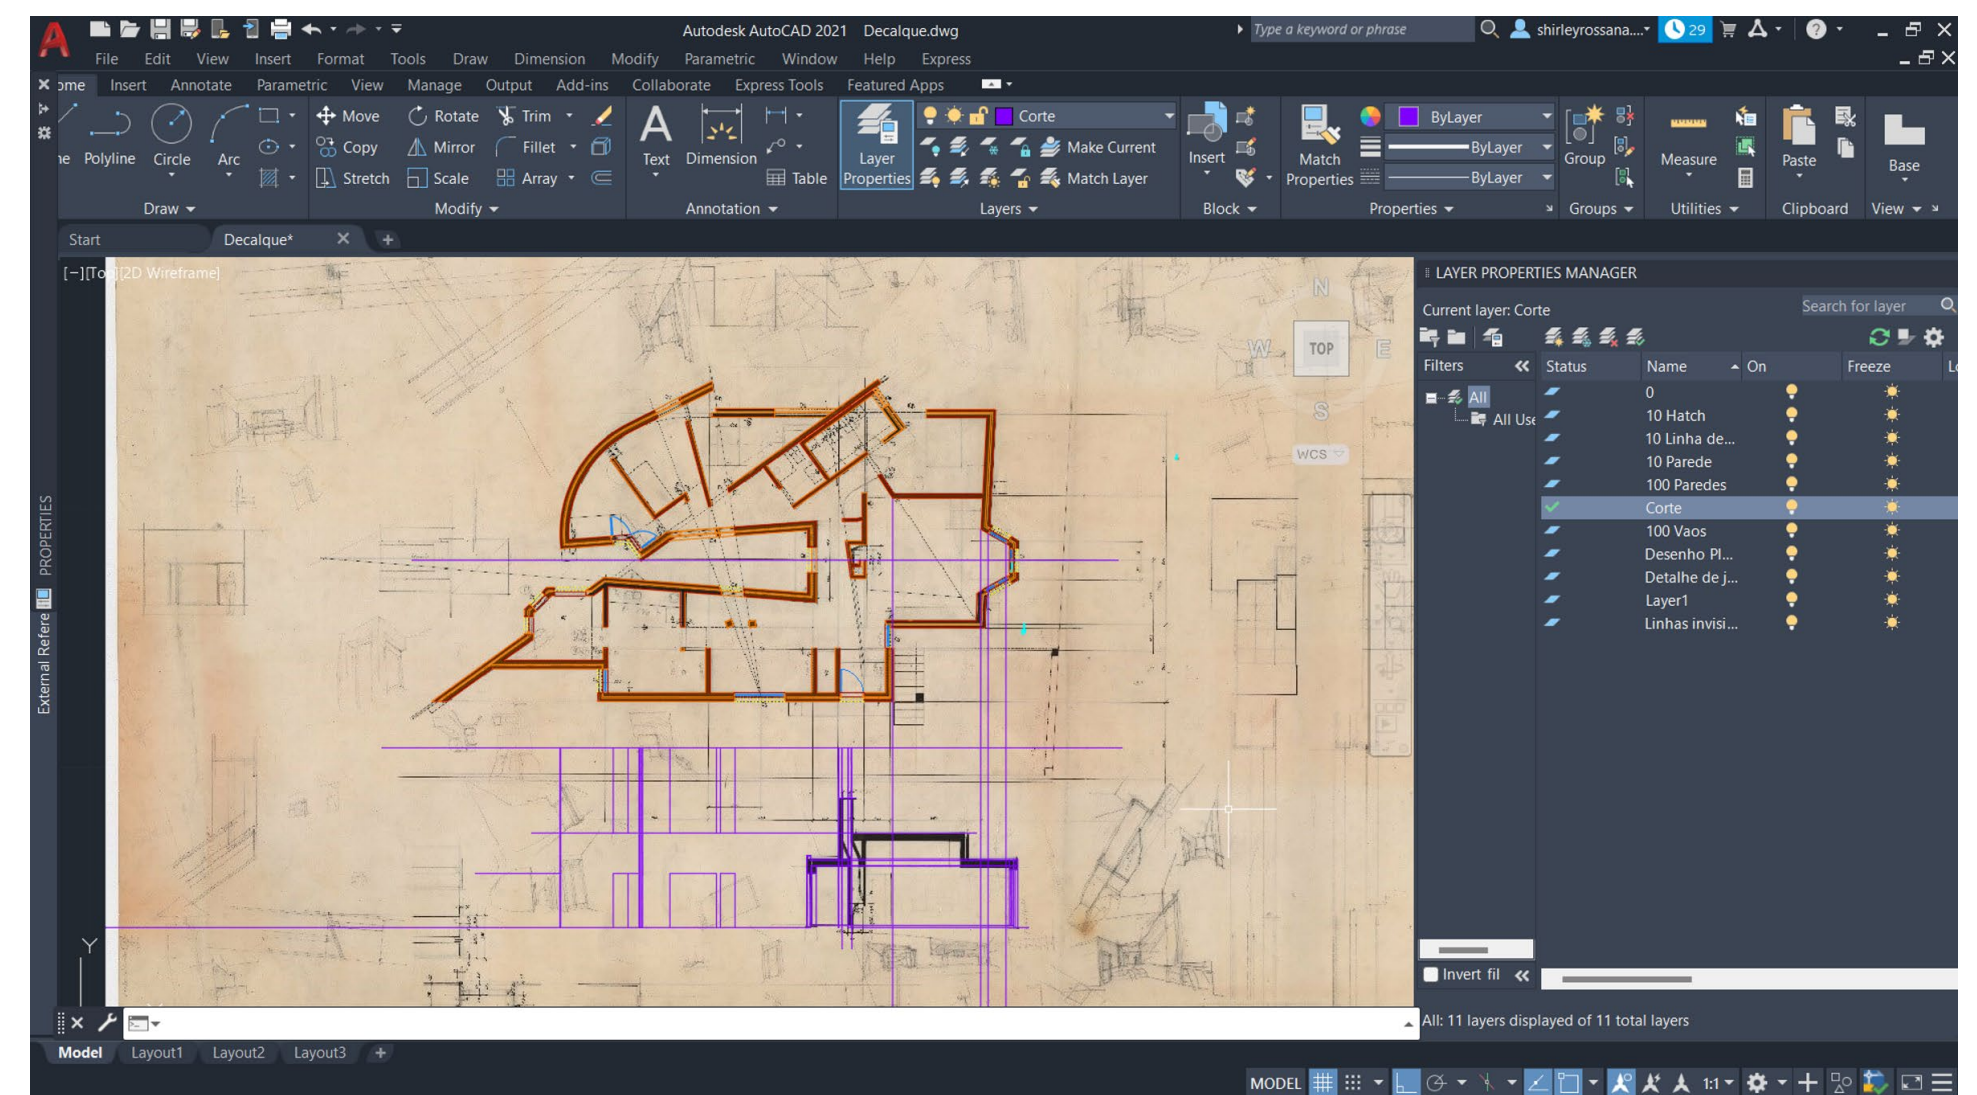 Autodesk AutoCAD 2021 Decalque.dwg
Type a keyword or phrase
shirleyrossana....
29
File Edit View Insert Format Tools Draw Dimension Modify Parametric Window Help Express
ome Insert Annotate Parametric View Manage Output Add-ins Collaborate Express Tools Featured Apps
Move Rotate Trim
Corte
ByLayer
Polyline Circle Arc
Copy Mirror Fillet
Text Dimension
Layer Properties
Make Current
Insert
Match Properties
ByLayer
Group Measure Paste Base
Stretch Scale Array
Table
Match Layer
ByLayer
Draw Modify Annotation Layers Block Properties Groups Utilities Clipboard View
Start Decalque*
[–][Top][2D Wireframe]
N
W TOP E
S
WCS
PROPERTIES
External Refere
LAYER PROPERTIES MANAGER
Current layer: Corte
Search for layer
Filters Status Name On Freeze Lo
All
All Use
0
10 Hatch
10 Linha de...
10 Parede
100 Paredes
Corte
100 Vaos
Desenho Pl...
Detalhe de j...
Layer1
Linhas invisi...
Invert fil
All: 11 layers displayed of 11 total layers
Y
Model Layout1 Layout2 Layout3
MODEL 1:1